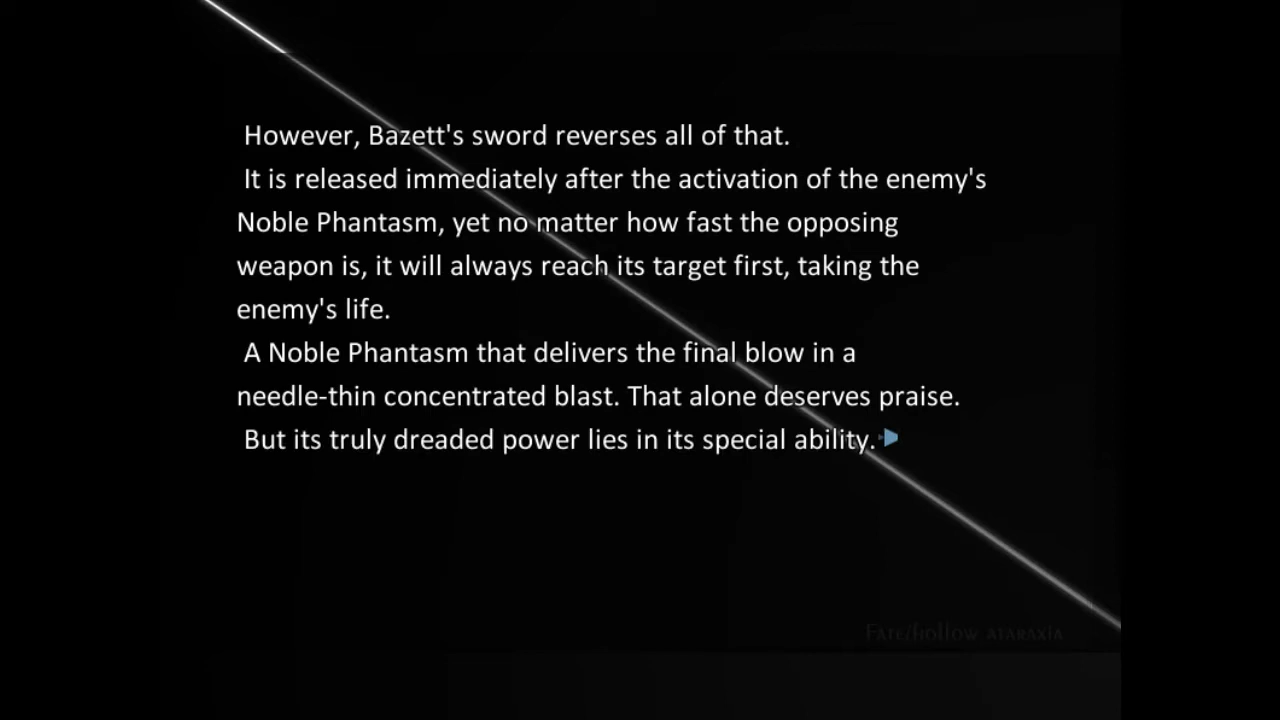 However, Bazett's sword reverses all of that.
It is released immediately after the activation of the enemy's
Noble Phantasm, yet no matter how fast the opposing
weapon is, it will always reach its target first, taking the
enemy's life.
A Noble Phantasm that delivers the final blow in a
needle-thin concentrated blast. That alone deserves praise.
But its truly dreaded power lies in its special ability.
Fate/hollow ataraxia